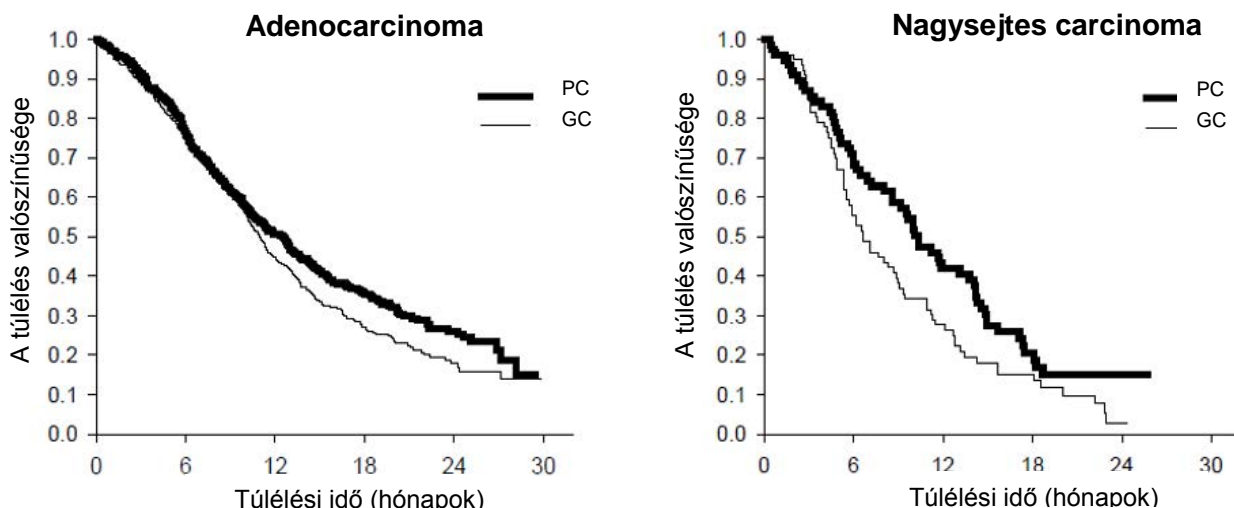 Adenocarcinoma
PC
GC
A túlélés valószínűsége
1.0
0.9
0.8
0.7
0.6
0.5
0.4
0.3
0.2
0.1
0.0
0 6 12 18 24 30
Túlélési idő (hónapok)
Nagysejtes carcinoma
PC
GC
A túlélés valószínűsége
1.0
0.9
0.8
0.7
0.6
0.5
0.4
0.3
0.2
0.1
0.0
0 6 12 18 24 30
Túlélési idő (hónapok)